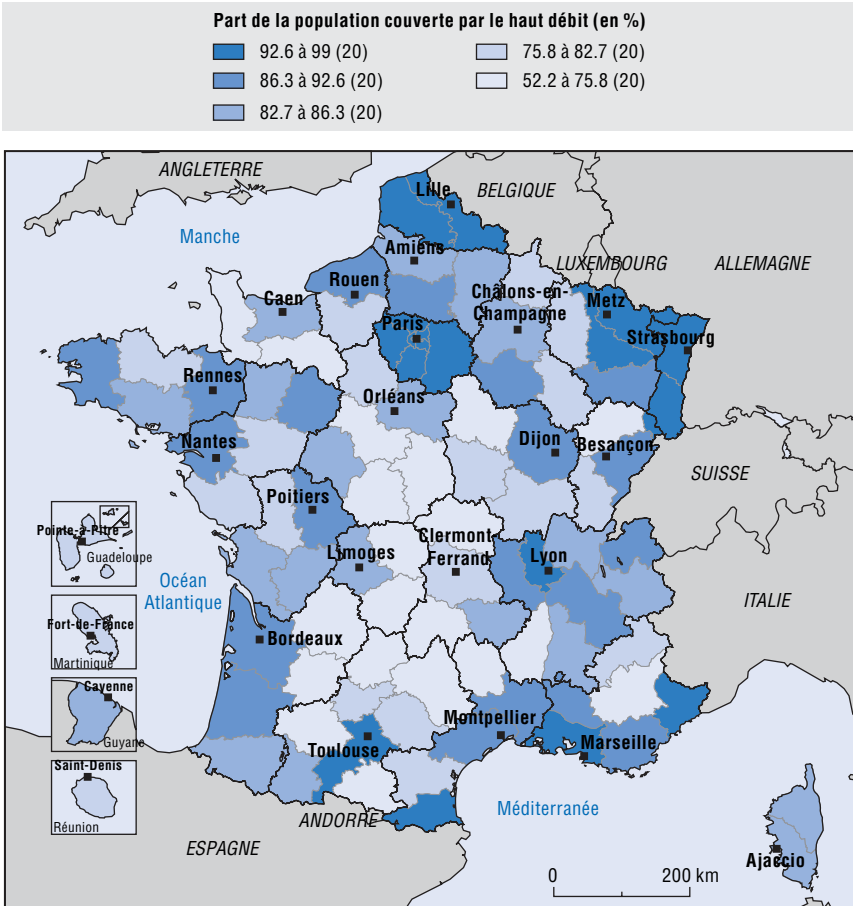 Part de la population couverte par le haut débit (en %)
92.6 à 99 (20)
75.8 à 82.7 (20)
86.3 à 92.6 (20)
52.2 à 75.8 (20)
82.7 à 86.3 (20)
ANGLETERRE
BELGIQUE
Lille
Manche
Amiens
LUXEMBOURG
ALLEMAGNE
Rouen
Caen
Châlons-en-
Champagne
Metz
Paris
Strasbourg
Rennes
Orléans
Nantes
Dijon
Besançon
SUISSE
Poitiers
Pointe-à-Pitre
Guadeloupe
Limoges
Clermont-
Ferrand
Lyon
Océan
Atlantique
ITALIE
Fort-de-France
Martinique
Bordeaux
Cayenne
Guyane
Montpellier
Toulouse
Marseille
Saint-Denis
Réunion
Méditerranée
ANDORRE
ESPAGNE
Ajaccio
0
200 km